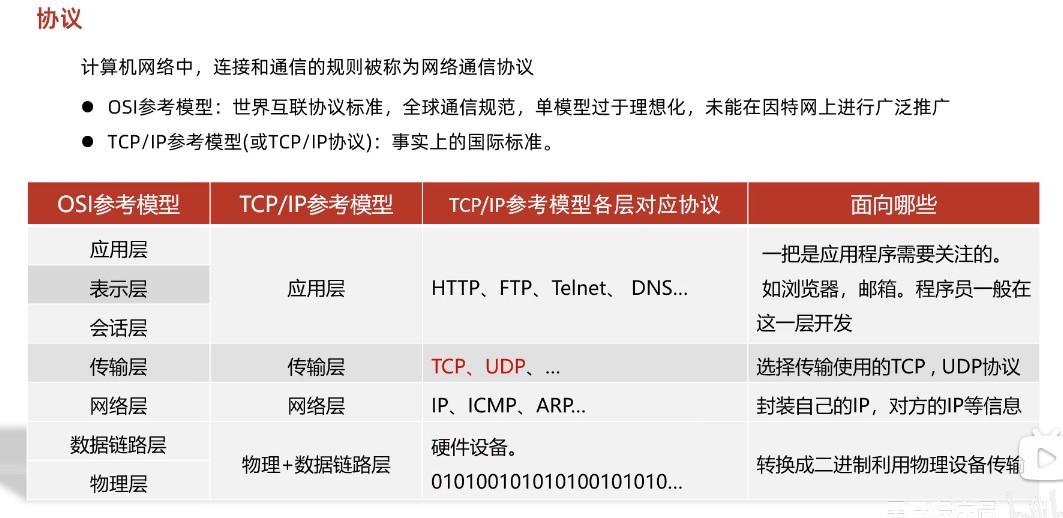 协议
计算机网络中，连接和通信的规则被称为网络通信协议
● OSI参考模型：世界互联协议标准，全球通信规范，单模型过于理想化，未能在因特网上进行广泛推广
● TCP/IP参考模型(或TCP/IP协议)：事实上的国际标准。
OSI参考模型 TCP/IP参考模型 TCP/IP参考模型各层对应协议 面向哪些
应用层
表示层
会话层
应用层
HTTP、FTP、Telnet、 DNS...
一把是应用程序需要关注的。
如浏览器，邮箱。程序员一般在
这一层开发
传输层 传输层 TCP、UDP、... 选择传输使用的TCP , UDP协议
网络层 网络层 IP、ICMP、ARP... 封装自己的IP，对方的IP等信息
数据链路层
物理层
物理+数据链路层
硬件设备。
010100101010100101010...
转换成二进制利用物理设备传输